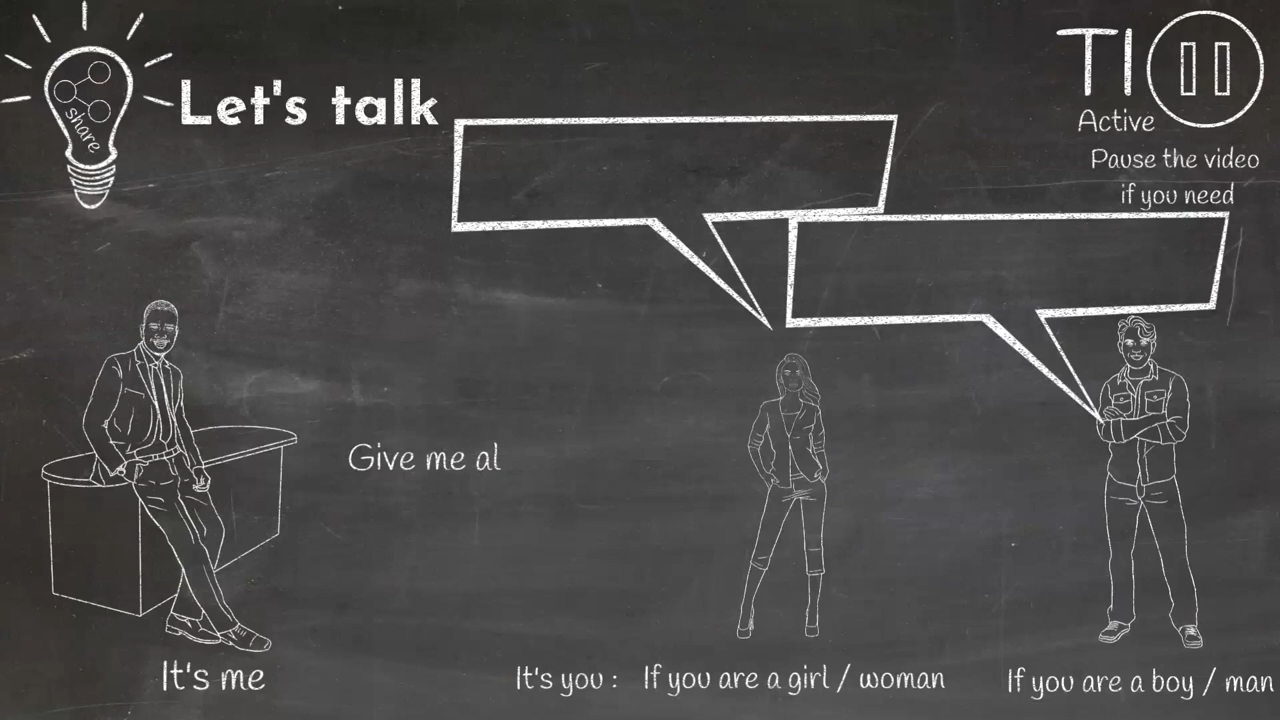 share
Let's talk
TI
Active
Pause the video
if you need
Give me al
It's me
It's you : If you are a girl / woman
If you are a boy / man